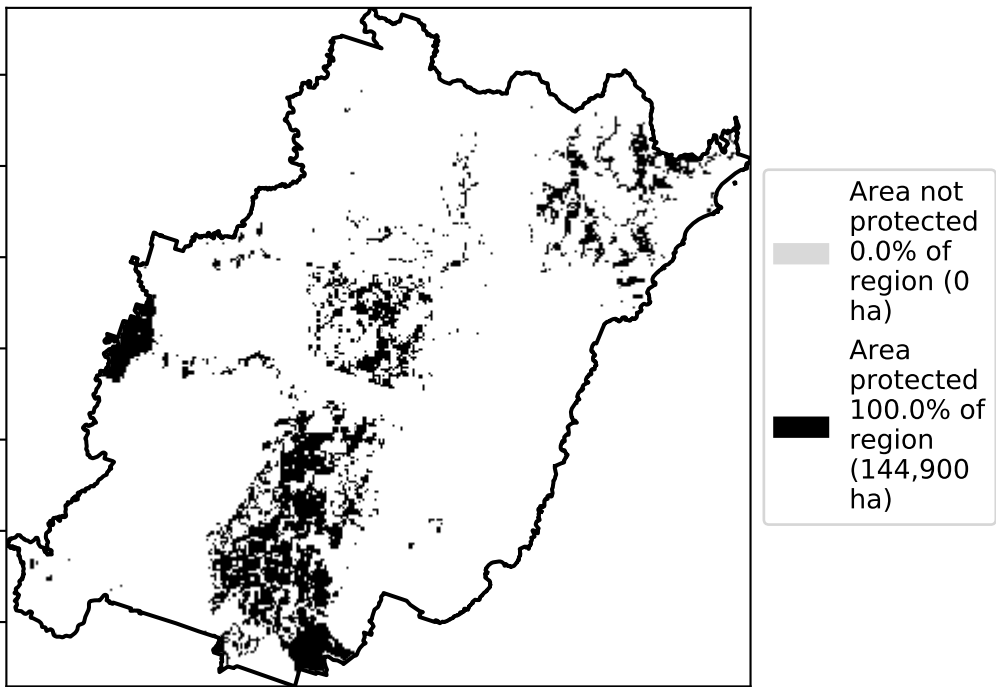 Area not
protected
0.0% of
region (0
ha)
Area
protected
100.0% of
region
(144,900
ha)